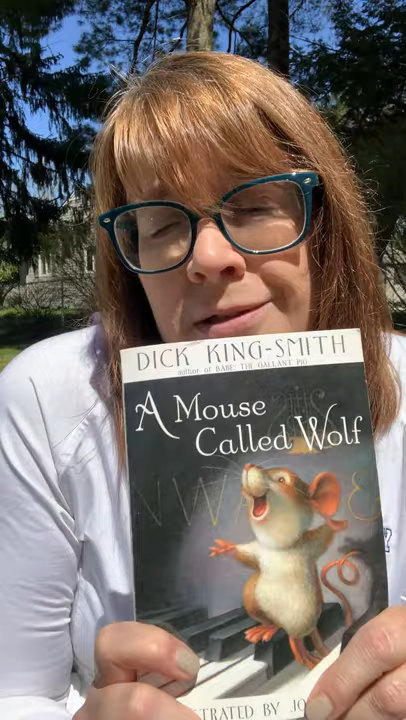 DICK KING-SMITH
author of BABE: THE GALLANT PIG
A Mouse
Called Wolf